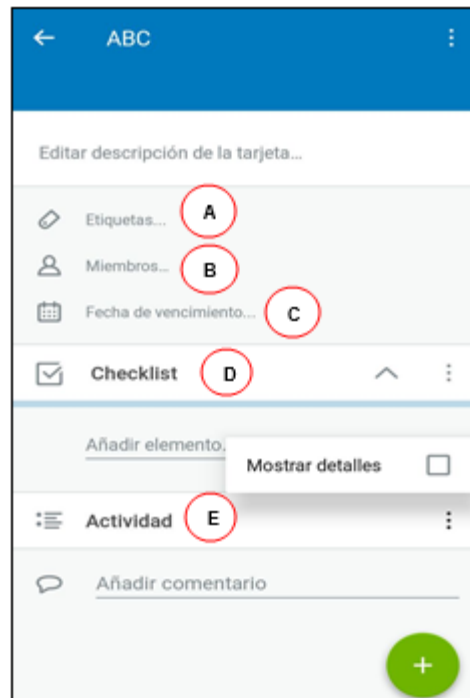 ABC
Editar descripción de la tarjeta...
Etiquetas... A
Miembros... B
Fecha de vencimiento... C
Checklist D
Añadir elemento.
Mostrar detalles
Actividad E
Añadir comentario
+